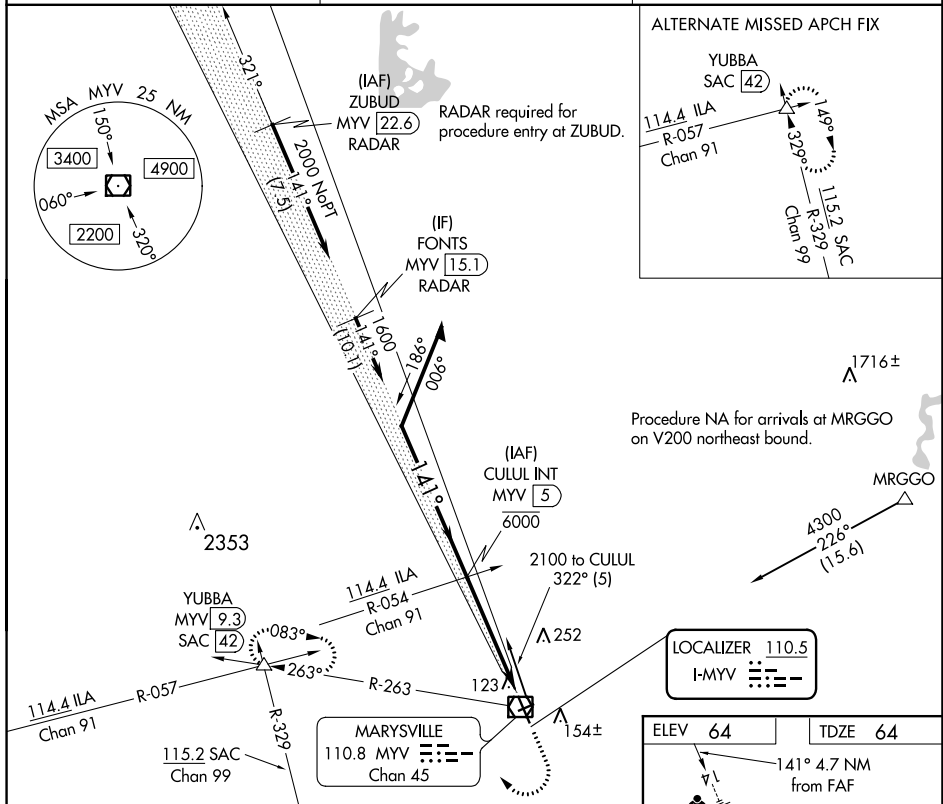 ALTERNATE MISSED APCH FIX
YUBBA
SAC 42
114.4 ILA
R-057
Chan 91
149°
329°
115.2 SAC
R-329
Chan 99
MSA MYV 25 NM
150°
3400
4900
060°
2200
320°
321°
(IAF)
ZUBUD
MYV 22.6
RADAR
RADAR required for
procedure entry at ZUBUD.
2000 NoPT
141°
(7.5)
(IF)
FONTS
MYV 15.1
RADAR
1600
141°
(10.1)
186°
006°
1716±
Procedure NA for arrivals at MRGGO
on V200 northeast bound.
MRGGO
4300
226°
(15.6)
141°
(IAF)
CULUL INT
MYV 5
6000
2353
2100 to CULUL
322° (5)
114.4 ILA
R-054
Chan 91
YUBBA
MYV 9.3
SAC 42
083°
263°
R-263
252
123
154±
LOCALIZER 110.5
I-MYV
114.4 ILA
R-057
Chan 91
R-329
115.2 SAC
Chan 99
MARYSVILLE
110.8 MYV
Chan 45
ELEV 64
TDZE 64
141° 4.7 NM
from FAF
14